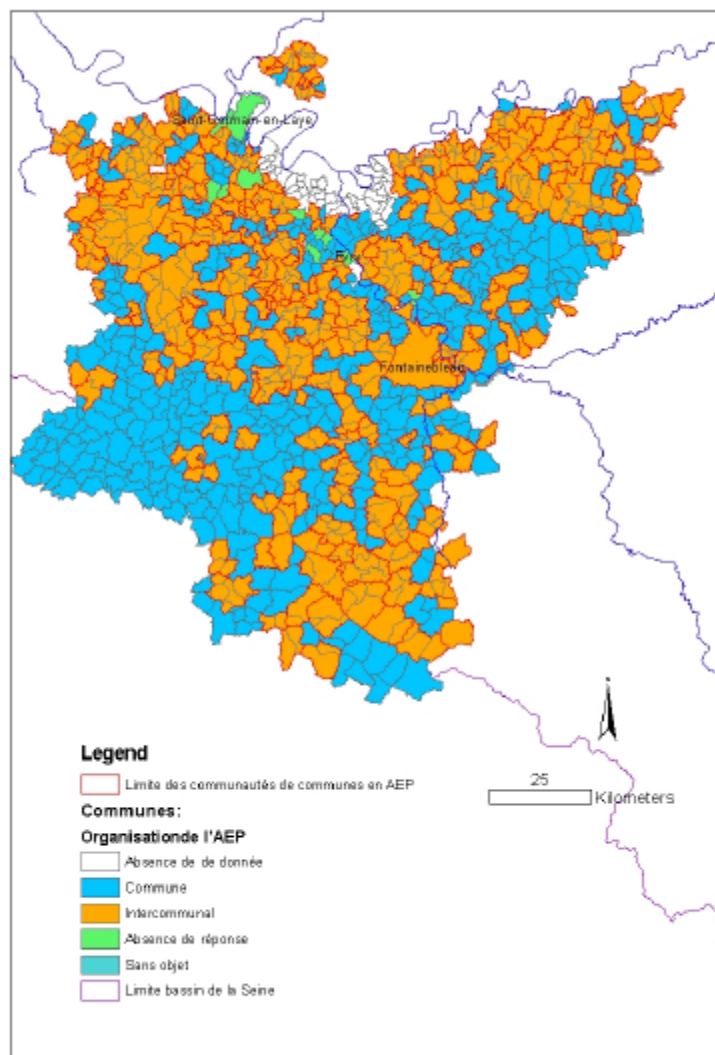 Saint-Germain-en-Laye
Fontainebleau
Legend
Limite des communautés de communes en AEP
Communes:
Organisationde l'AEP
Absence de de donnée
Commune
Intercommunal
Absence de réponse
Sans objet
Limite bassin de la Seine
25
Kilometers